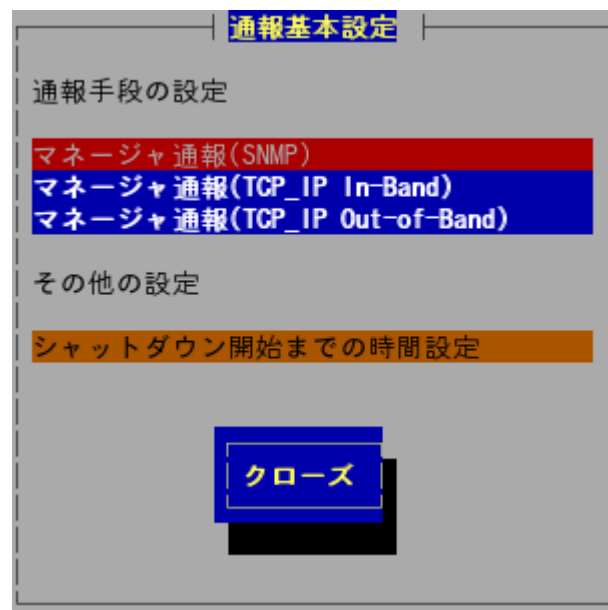 通報基本設定
通報手段の設定
マネージャ通報(SNMP)
マネージャ通報(TCP_IP In-Band)
マネージャ通報(TCP_IP Out-of-Band)
その他の設定
シャットダウン開始までの時間設定
クローズ